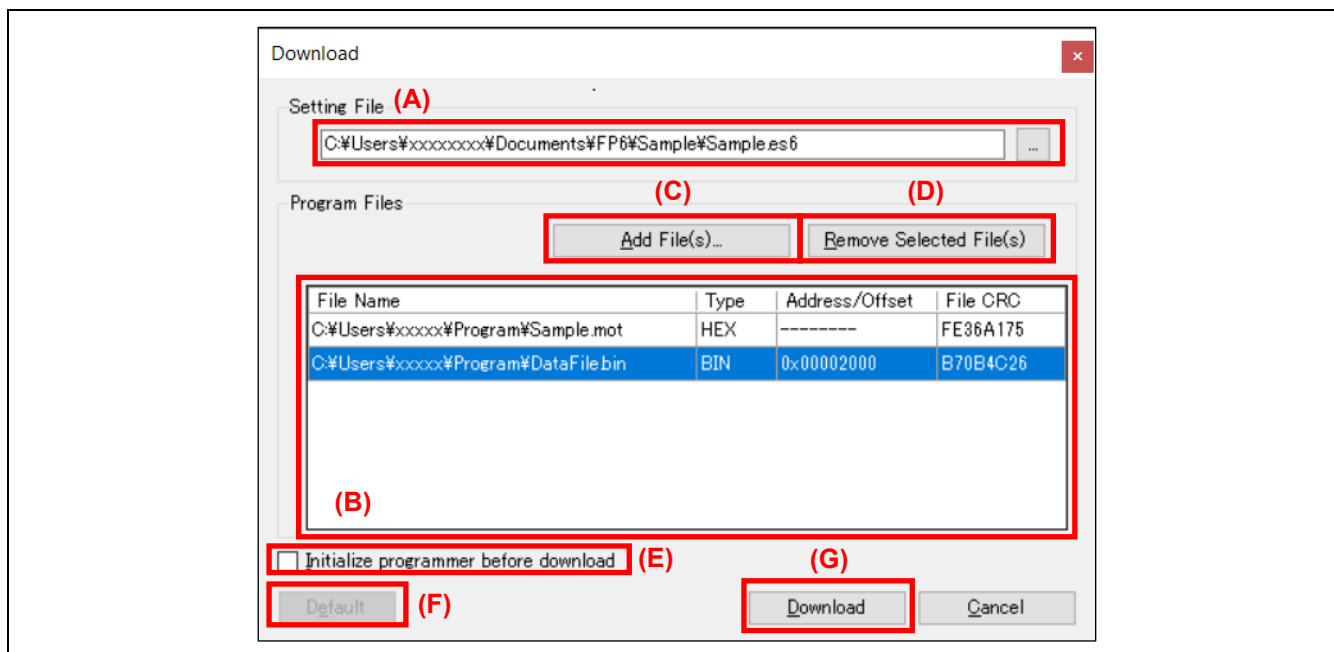 Download
×
Setting File (A)
C:¥Users¥xxxxxxxx¥Documents¥FP6¥Sample¥Sample.es6 ...
(C) (D)
Program Files
Add File(s)... Remove Selected File(s)
File Name Type Address/Offset File CRC
C:¥Users¥xxxxx¥Program¥Sample.mot HEX -------- FE36A175
C:¥Users¥xxxxx¥Program¥DataFile.bin BIN 0x00002000 B70B4C26
(B)
Initialize programmer before download (E) (G)
Default (F) Download Cancel